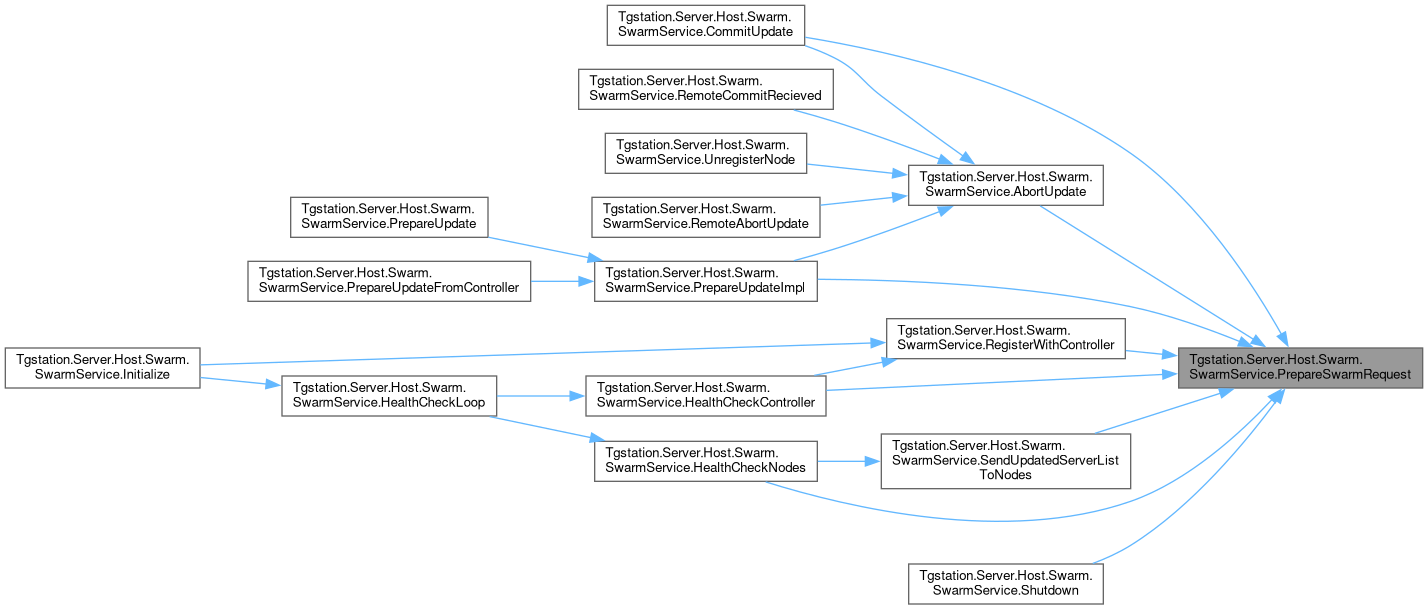 Tgstation.Server.Host.Swarm.
SwarmService.CommitUpdate
Tgstation.Server.Host.Swarm.
SwarmService.RemoteCommitRecieved
Tgstation.Server.Host.Swarm.
SwarmService.UnregisterNode
Tgstation.Server.Host.Swarm.
SwarmService.AbortUpdate
Tgstation.Server.Host.Swarm.
SwarmService.PrepareUpdate
Tgstation.Server.Host.Swarm.
SwarmService.RemoteAbortUpdate
Tgstation.Server.Host.Swarm.
SwarmService.PrepareUpdateFromController
Tgstation.Server.Host.Swarm.
SwarmService.PrepareUpdateImpl
Tgstation.Server.Host.Swarm.
SwarmService.RegisterWithController
Tgstation.Server.Host.Swarm.
SwarmService.Initialize
Tgstation.Server.Host.Swarm.
SwarmService.PrepareSwarmRequest
Tgstation.Server.Host.Swarm.
SwarmService.HealthCheckLoop
Tgstation.Server.Host.Swarm.
SwarmService.HealthCheckController
Tgstation.Server.Host.Swarm.
SwarmService.HealthCheckNodes
Tgstation.Server.Host.Swarm.
SwarmService.SendUpdatedServerList
ToNodes
Tgstation.Server.Host.Swarm.
SwarmService.Shutdown